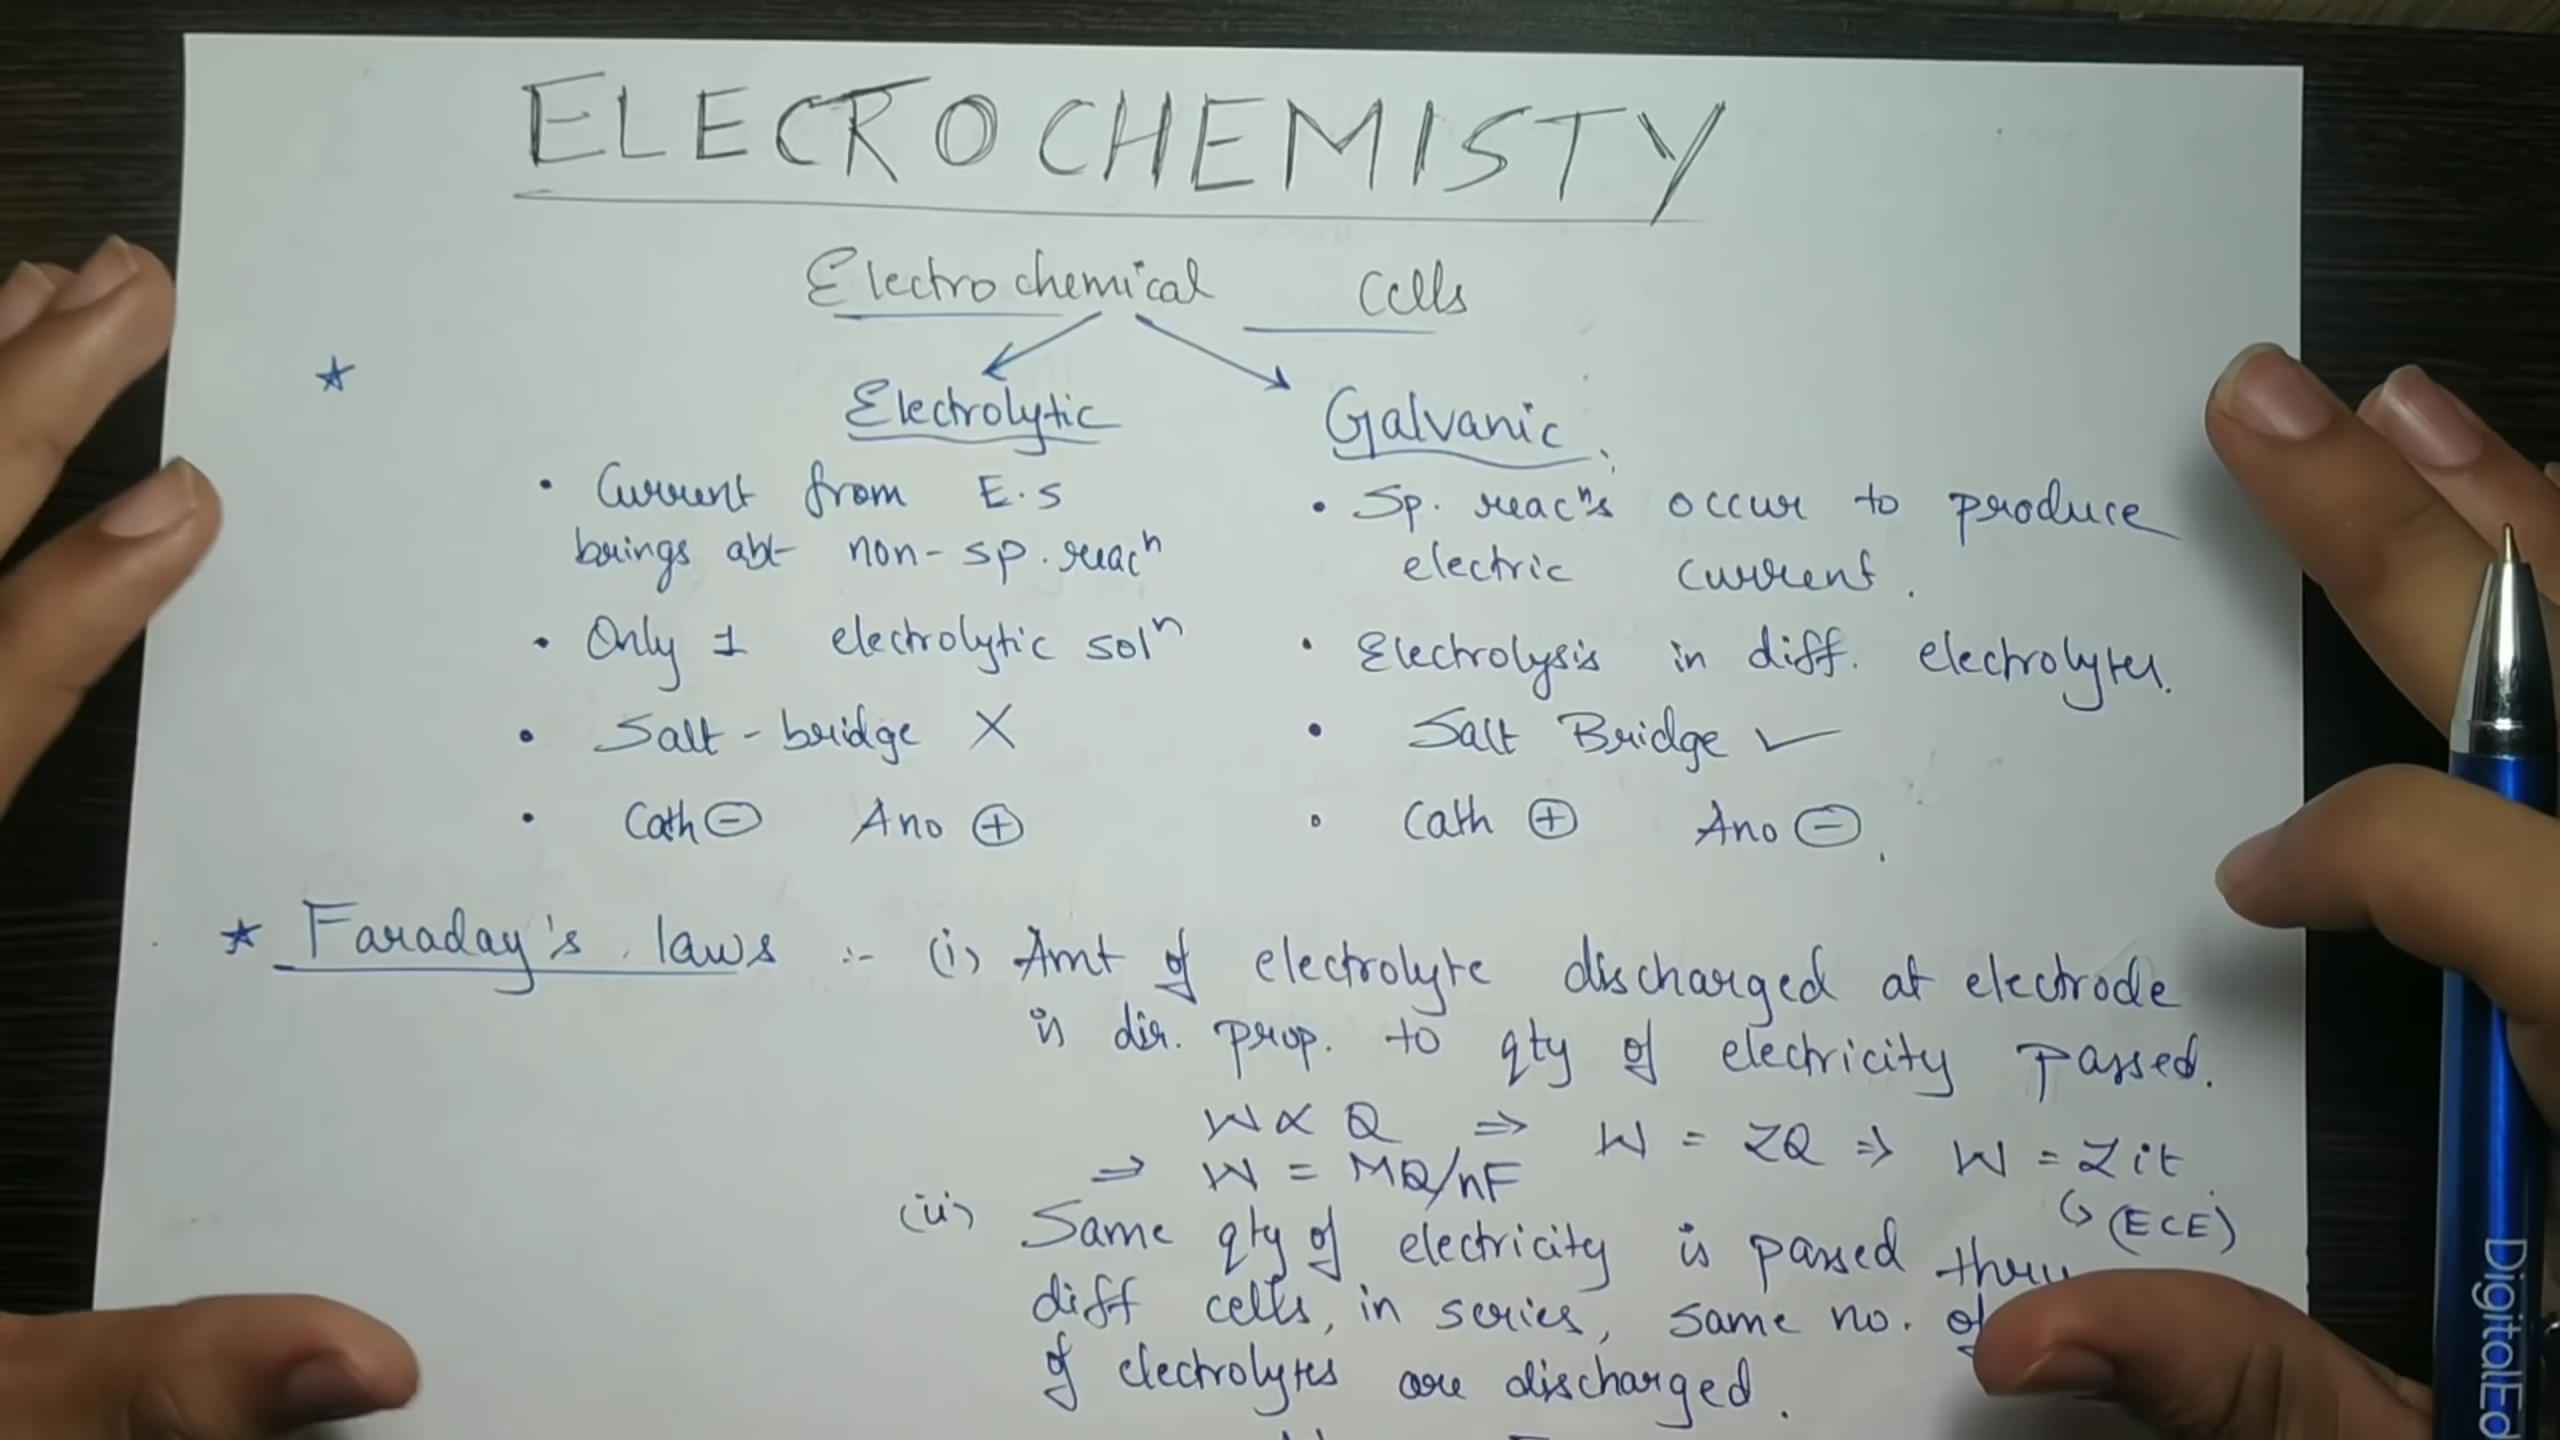 ELECROCHEMISTY
Electrochemical Cells
Electrolytic
• Current from E.S
brings abt non-sp. reacⁿ
• Only 1 electrolytic solⁿ
• Salt-bridge X
• Cath ⊖ Ano ⊕
Galvanic
• Sp. reacⁿs occur to produce
electric current.
• Electrolysis in diff. electrolytes.
• Salt Bridge ✓
• Cath ⊕ Ano ⊖
★ Faraday's laws :- (i) Amt of electrolyte discharged at electrode
is dir. prop. to qty of electricity passed.
W ∝ Q ⇒ W = ZQ ⇒ W = Zit
↳ (ECE)
⇒ W = MQ/nF
(ii) Same qty of electricity is passed thru
diff cells, in series, same no. of
of electrolytes are discharged.
DigitalEd